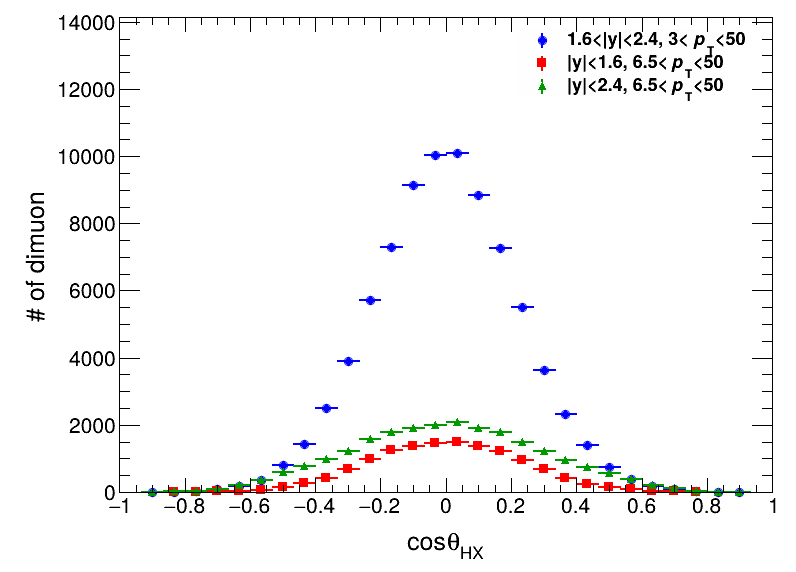 14000
12000
10000
8000
6000
4000
2000
0
# of dimuon
1.6<|y|<2.4, 3< p_T<50
|y|<1.6, 6.5< p_T<50
|y|<2.4, 6.5< p_T<50
−1 −0.8 −0.6 −0.4 −0.2 0 0.2 0.4 0.6 0.8 1
cosθ_HX